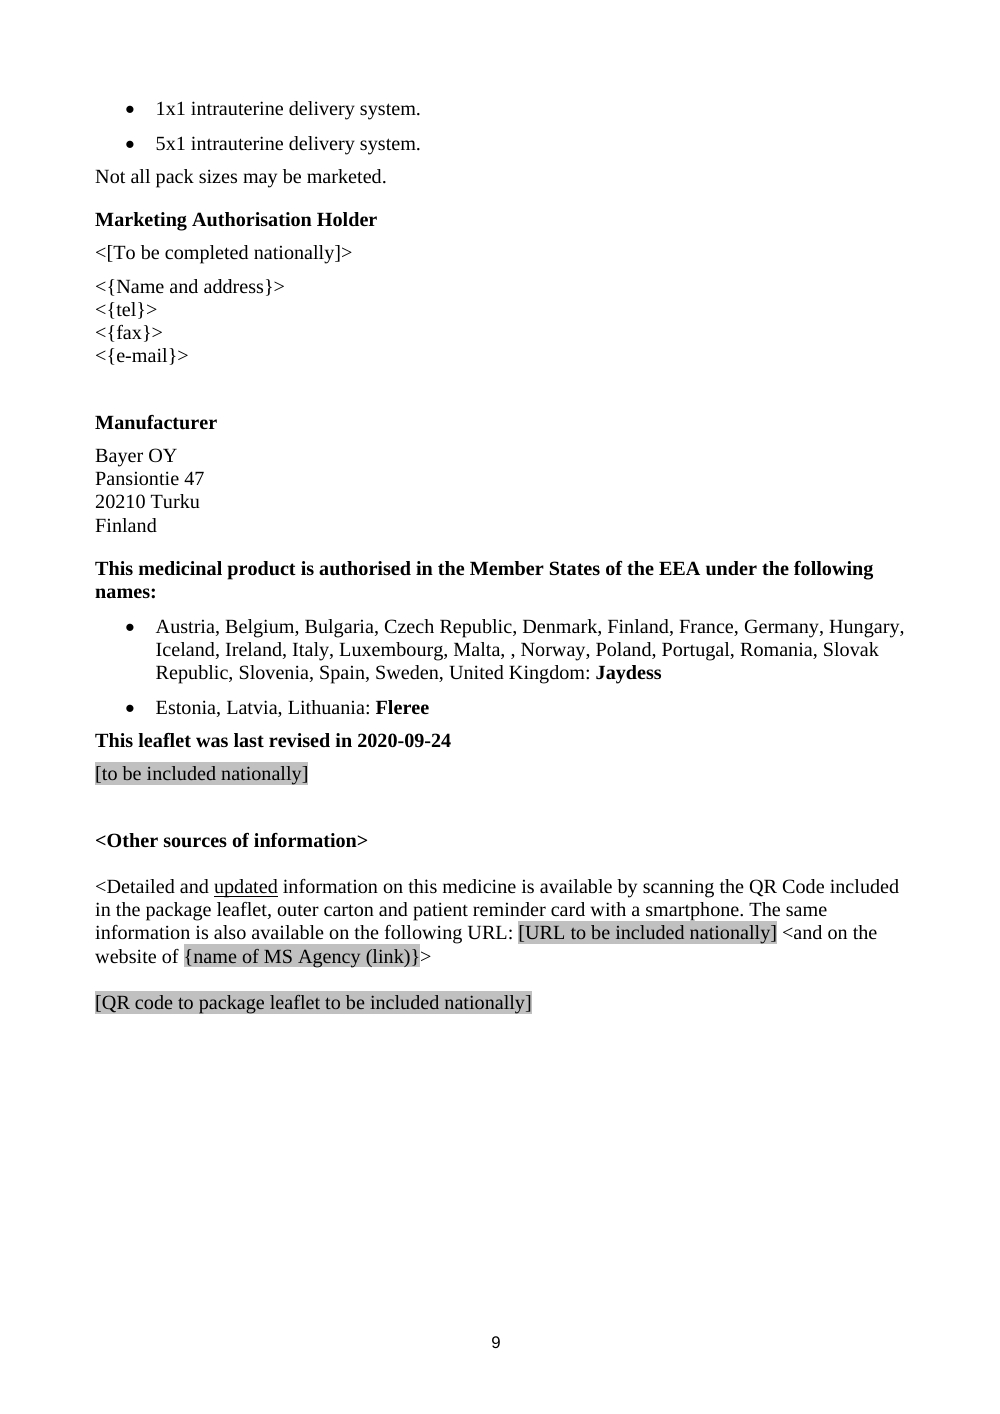 • 1x1 intrauterine delivery system.
• 5x1 intrauterine delivery system.
Not all pack sizes may be marketed.
Marketing Authorisation Holder
<[To be completed nationally]>
<{Name and address}>
<{tel}>
<{fax}>
<{e-mail}>
Manufacturer
Bayer OY
Pansiontie 47
20210 Turku
Finland
This medicinal product is authorised in the Member States of the EEA under the following
names:
• Austria, Belgium, Bulgaria, Czech Republic, Denmark, Finland, France, Germany, Hungary,
Iceland, Ireland, Italy, Luxembourg, Malta, , Norway, Poland, Portugal, Romania, Slovak
Republic, Slovenia, Spain, Sweden, United Kingdom: Jaydess
• Estonia, Latvia, Lithuania: Fleree
This leaflet was last revised in 2020-09-24
[to be included nationally]
<Other sources of information>
<Detailed and updated information on this medicine is available by scanning the QR Code included
in the package leaflet, outer carton and patient reminder card with a smartphone. The same
information is also available on the following URL: [URL to be included nationally] <and on the
website of {name of MS Agency (link)}>
[QR code to package leaflet to be included nationally]
9